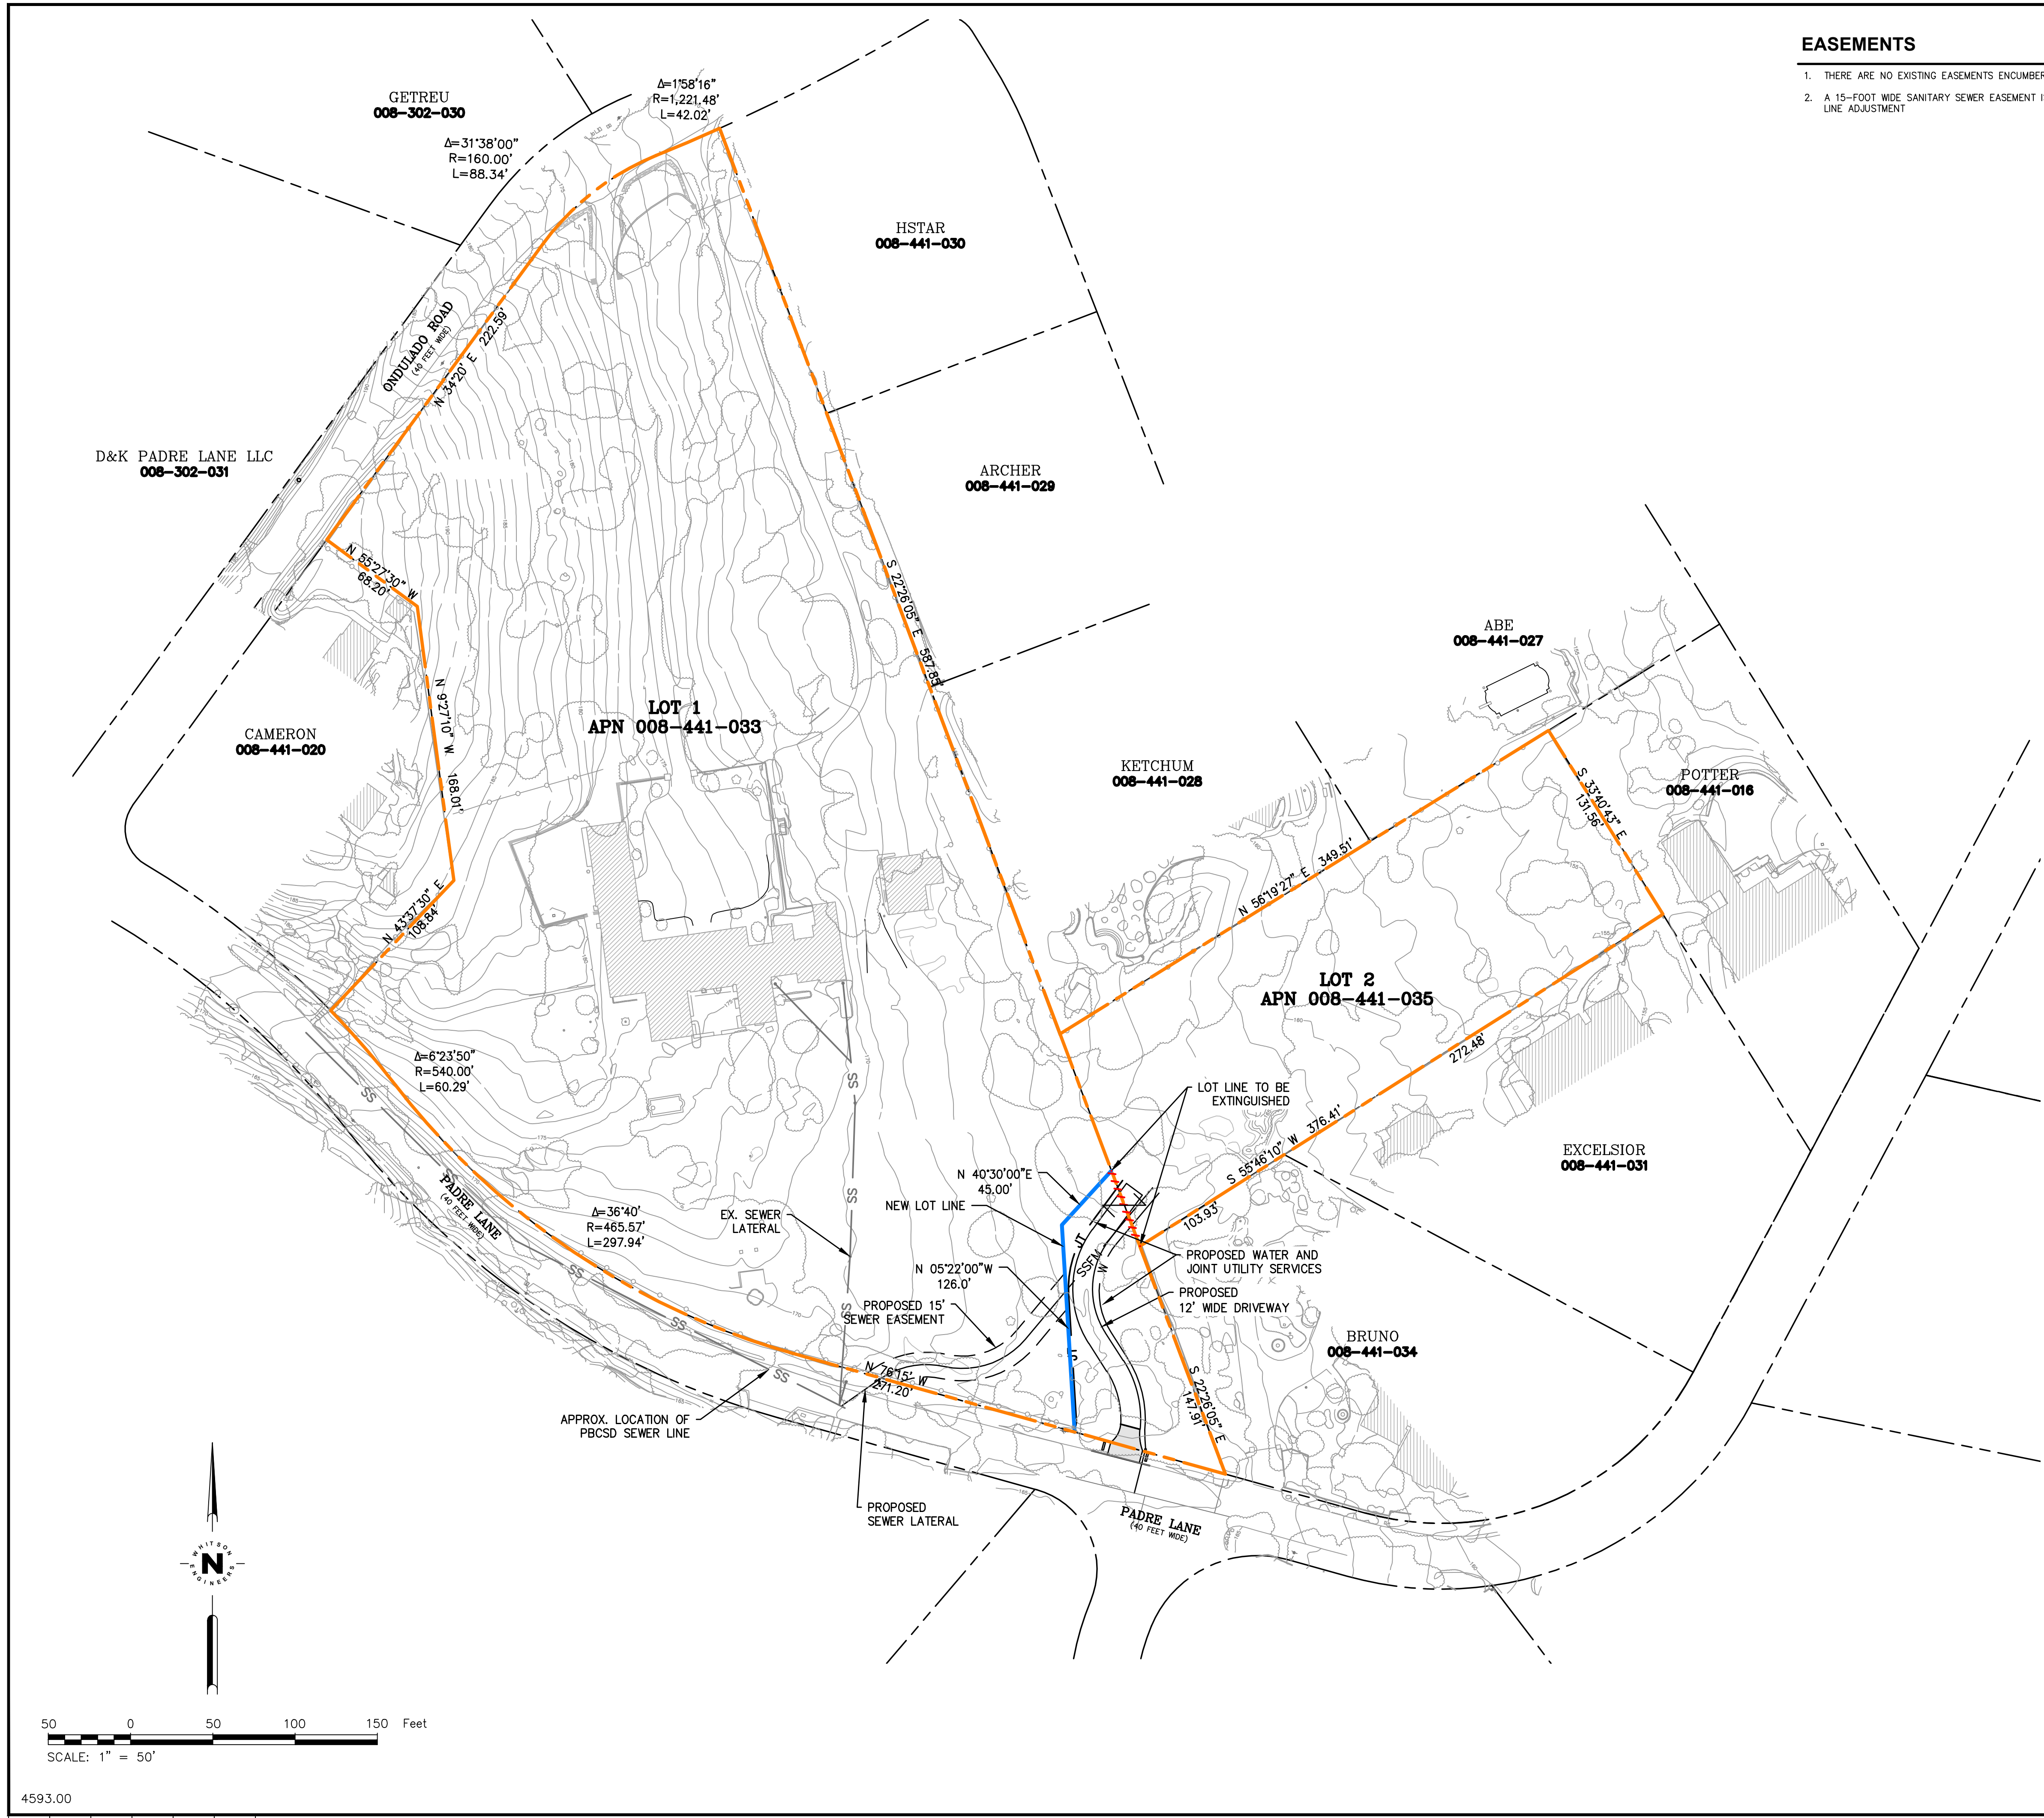 EASEMENTS
1. THERE ARE NO EXISTING EASEMENTS
2. A 15-FOOT WIDE SANITARY SEWER EASEMENT
LINE ADJUSTMENT
GETREU
008-302-030
Δ=1°58'16"
R=1,221.48'
L=42.02'
Δ=31°38'00"
R=160.00'
L=88.34'
HSTAR
008-441-030
ONDULADO ROAD
(40 FEET WIDE)
N 34°20' E 222.59'
D&K PADRE LANE LLC
008-302-031
ARCHER
008-441-029
N 55°27'30" W
68.20'
S 22°26'05" E 587.85'
ABE
008-441-027
LOT 1
APN 008-441-033
N 9°27'10" W 168.01'
CAMERON
008-441-020
KETCHUM
008-441-028
POTTER
008-441-016
S 33°40'43" E
131.56'
N 56°19'27" E 349.51'
N 43°37'30" E
108.84'
LOT 2
APN 008-441-035
272.48'
Δ=6°23'50"
R=540.00'
L=60.29'
LOT LINE TO BE
EXTINGUISHED
S 55°46'10" W 376.41'
EXCELSIOR
008-441-031
N 40°30'00"E
45.00'
NEW LOT LINE
PADRE LANE
(40 FEET WIDE)
Δ=36°40'
R=465.57'
L=297.94'
EX. SEWER
LATERAL
103.93'
JT
SSFM
W
PROPOSED WATER AND
JOINT UTILITY SERVICES
N 05°22'00"W
126.0'
PROPOSED
12' WIDE DRIVEWAY
PROPOSED 15'
SEWER EASEMENT
SS
SS
SS
SS
SS
SS
SS
SS
BRUNO
008-441-034
N 76°15' W
271.20'
S 22°26'05" E
147.91'
APPROX. LOCATION OF
PBCSD SEWER LINE
PROPOSED
SEWER LATERAL
PADRE LANE
(40 FEET WIDE)
WHITSON
N
ENGINEERS
50 0 50 100 150 Feet
SCALE: 1" = 50'
4593.00